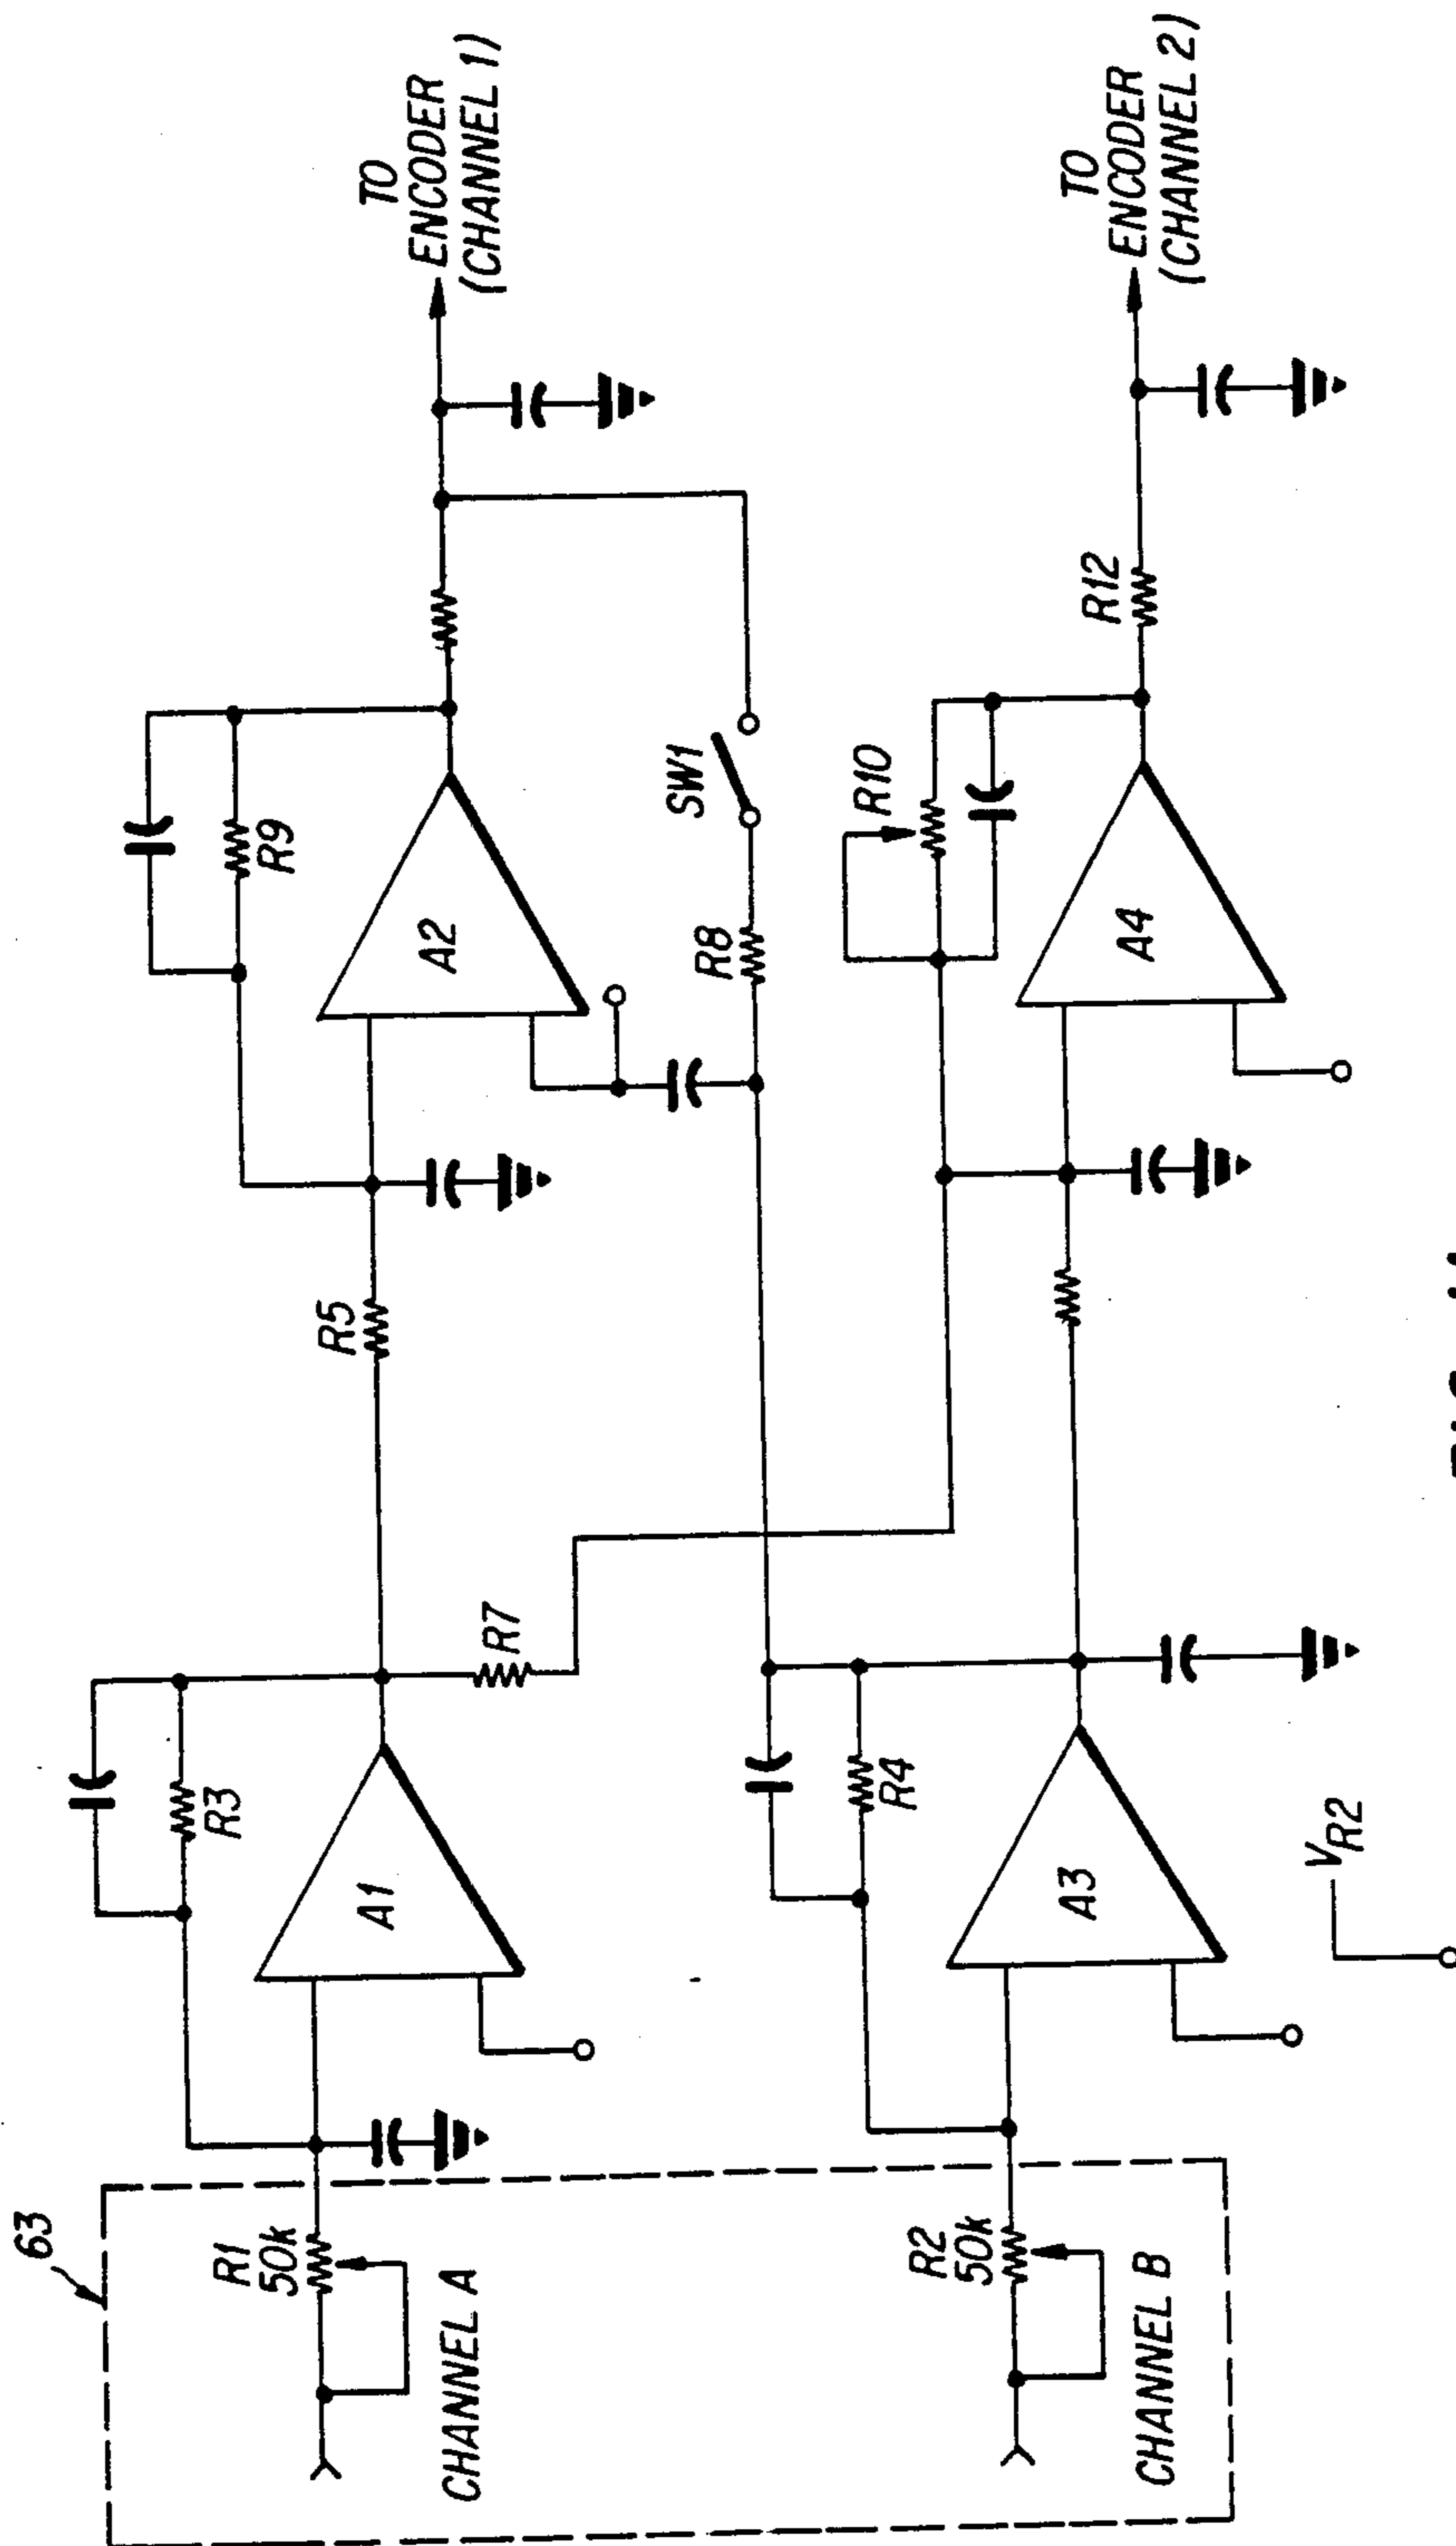 63
R1
50k
CHANNEL A
R3
A1
R7
R5
R9
A2
TO
ENCODER
(CHANNEL 1)
SW1
R8
R2
50k
CHANNEL B
R4
A3
VR2
R10
A4
R12
TO
ENCODER
(CHANNEL 2)